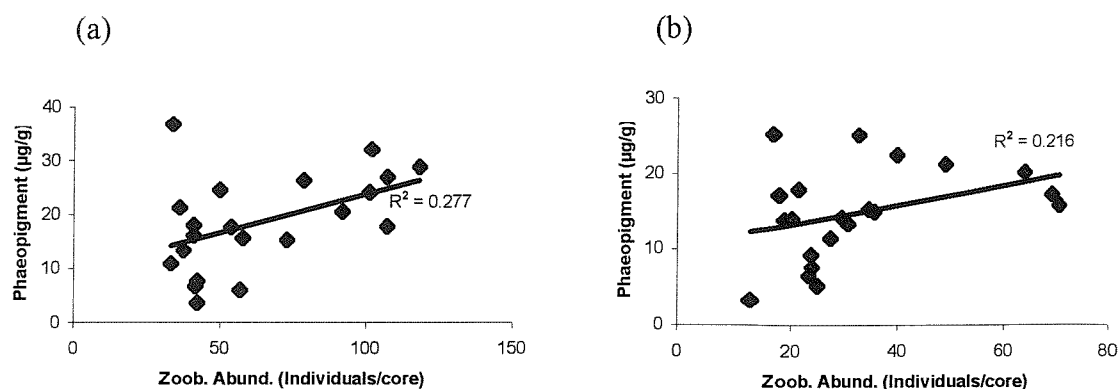 (a)
(b)
Phaeopigment (µg/g)
40
30
20
10
0
R² = 0.277
0
50
100
150
Zoob. Abund. (Individuals/core)
Phaeopigment (µg/g)
30
20
10
0
R² = 0.216
0
20
40
60
80
Zoob. Abund. (Individuals/core)